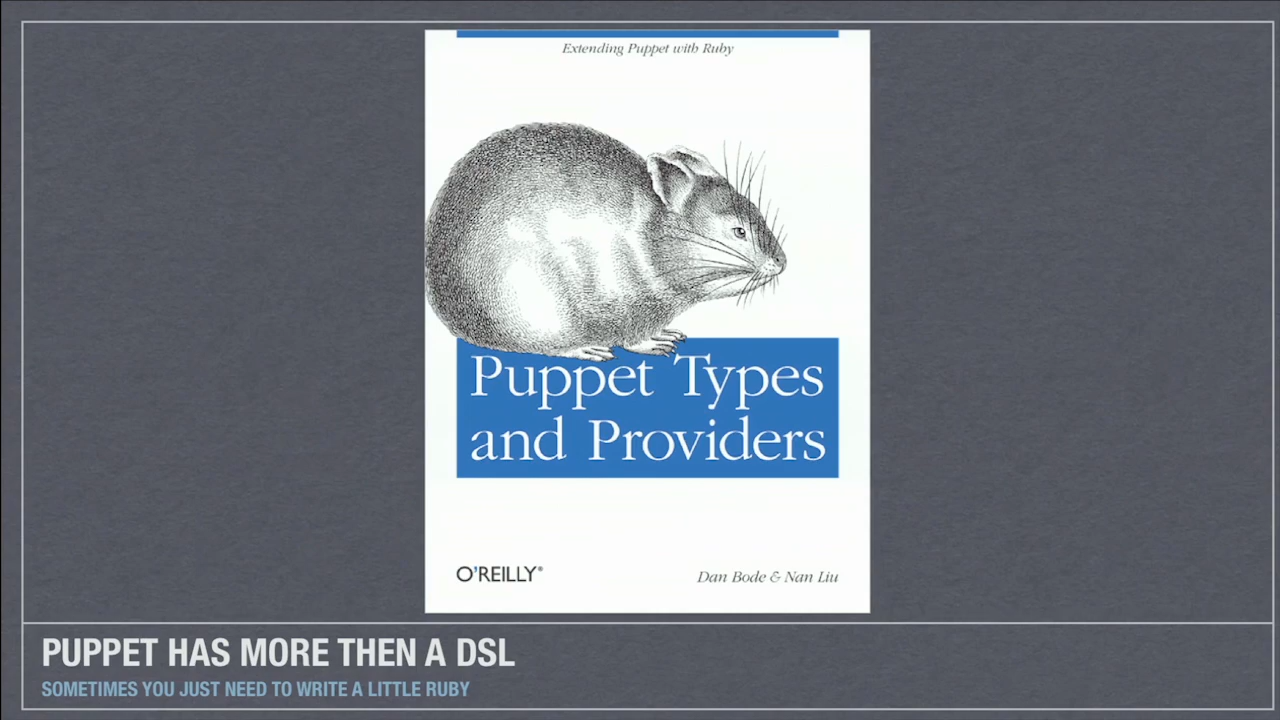 Extending Puppet with Ruby
Puppet Types
and Providers
O'REILLY®
Dan Bode & Nan Liu
PUPPET HAS MORE THEN A DSL
SOMETIMES YOU JUST NEED TO WRITE A LITTLE RUBY